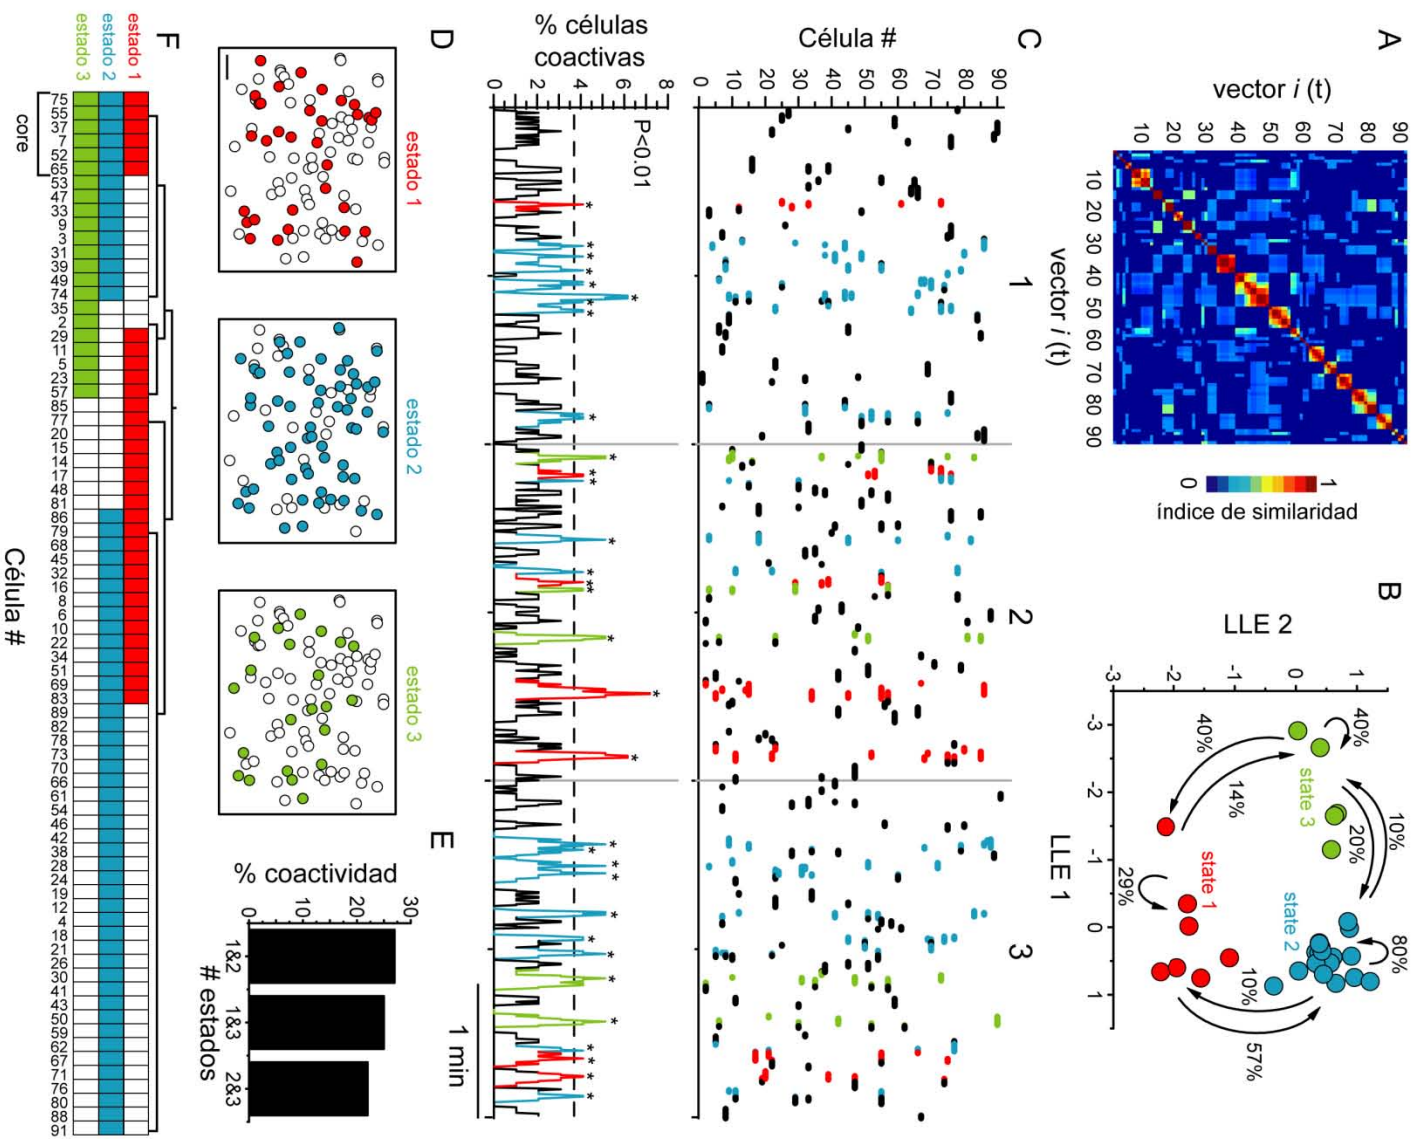 A
vector i (t)
10 20 30 40 50 60 70 80 90
10 20 30 40 50 60 70 80 90
vector i (t)
0
1
índice de similaridad
B
LLE 2
1
0
-1
-2
-3
-3 -2 -1 0 1
LLE 1
40%
40%
14%
10%
20%
29%
80%
10%
57%
state 3
state 1
state 2
C
Célula #
0 10 20 30 40 50 60 70 80 90
1 2 3
% células
coactivas
0 2 4 6 8
P<0.01
* * * * * * * * * * * * * * * * * * * * * * * * * * * * * * * *
1 min
D
estado 1
estado 2
estado 3
E
% coactividad
0 10 20 30
1&2 1&3 2&3
# estados
F
estado 1
estado 2
estado 3
75 55 37 7 52 65 53 47 33 9 3 31 39 49 74 35 2 29 11 5 23 57 85 77 20 15 14 17 48 81 86 79 68 45 32 16 8 6 10 22 34 51 69 83 89 82 78 73 70 66 61 54 46 42 38 28 24 19 12 4 18 21 26 30 41 43 50 59 62 67 71 76 80 88 91
core
Célula #